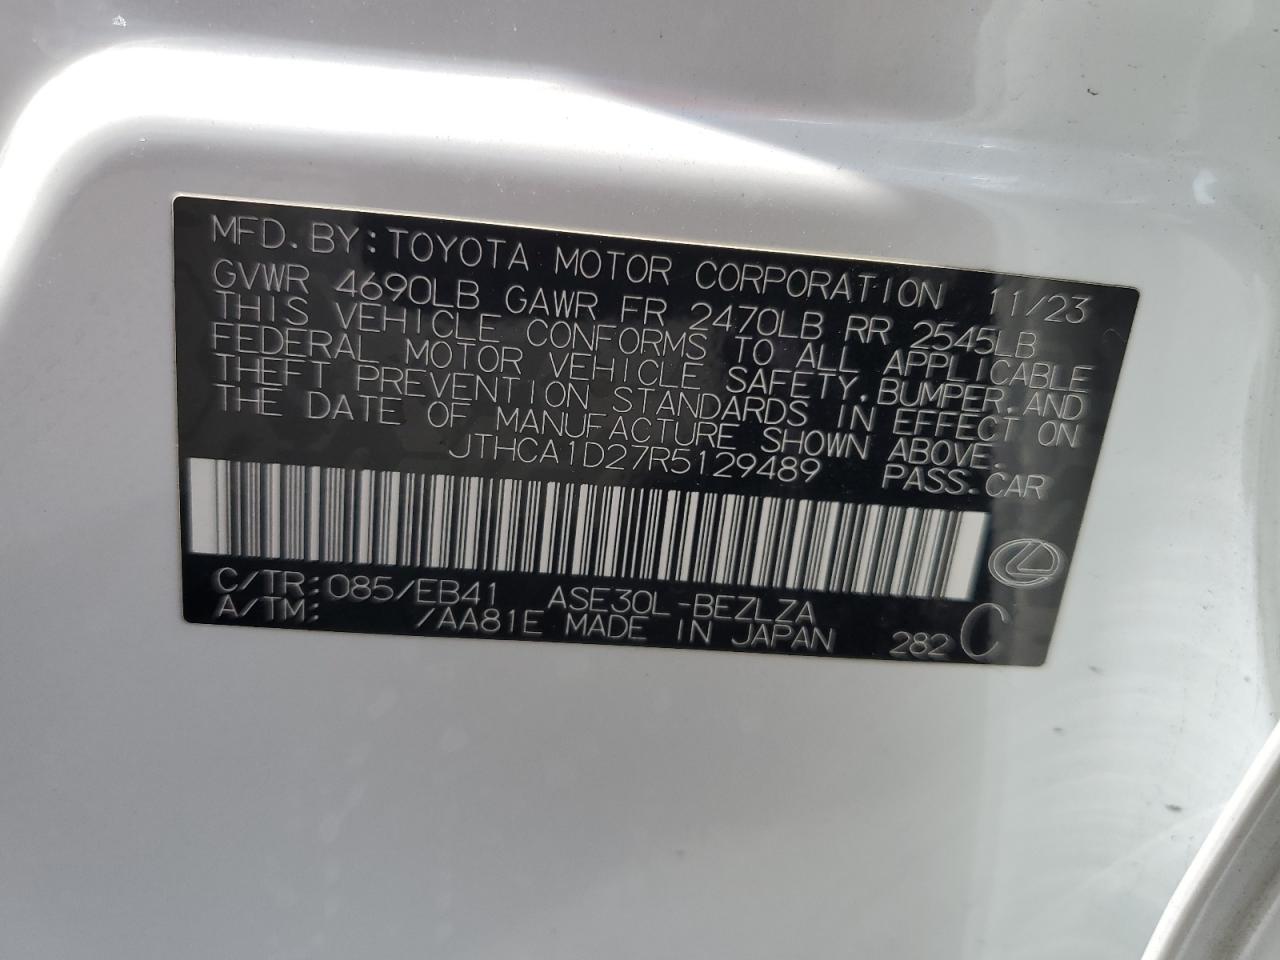 MFD.BY:TOYOTA MOTOR CORPORATION 11/23
GVWR 4690LB GAWR FR 2470LB RR 2545LB
THIS VEHICLE CONFORMS TO ALL APPLICABLE
FEDERAL MOTOR VEHICLE SAFETY,BUMPER,AND
THEFT PREVENTION STANDARDS IN EFFECT ON
THE DATE OF MANUFACTURE SHOWN ABOVE.
JTHCA1D27R5129489 PASS.CAR
C/TR:085/EB41 ASE30L-BEZLZA
A/TM: /AA81E MADE IN JAPAN 282 C